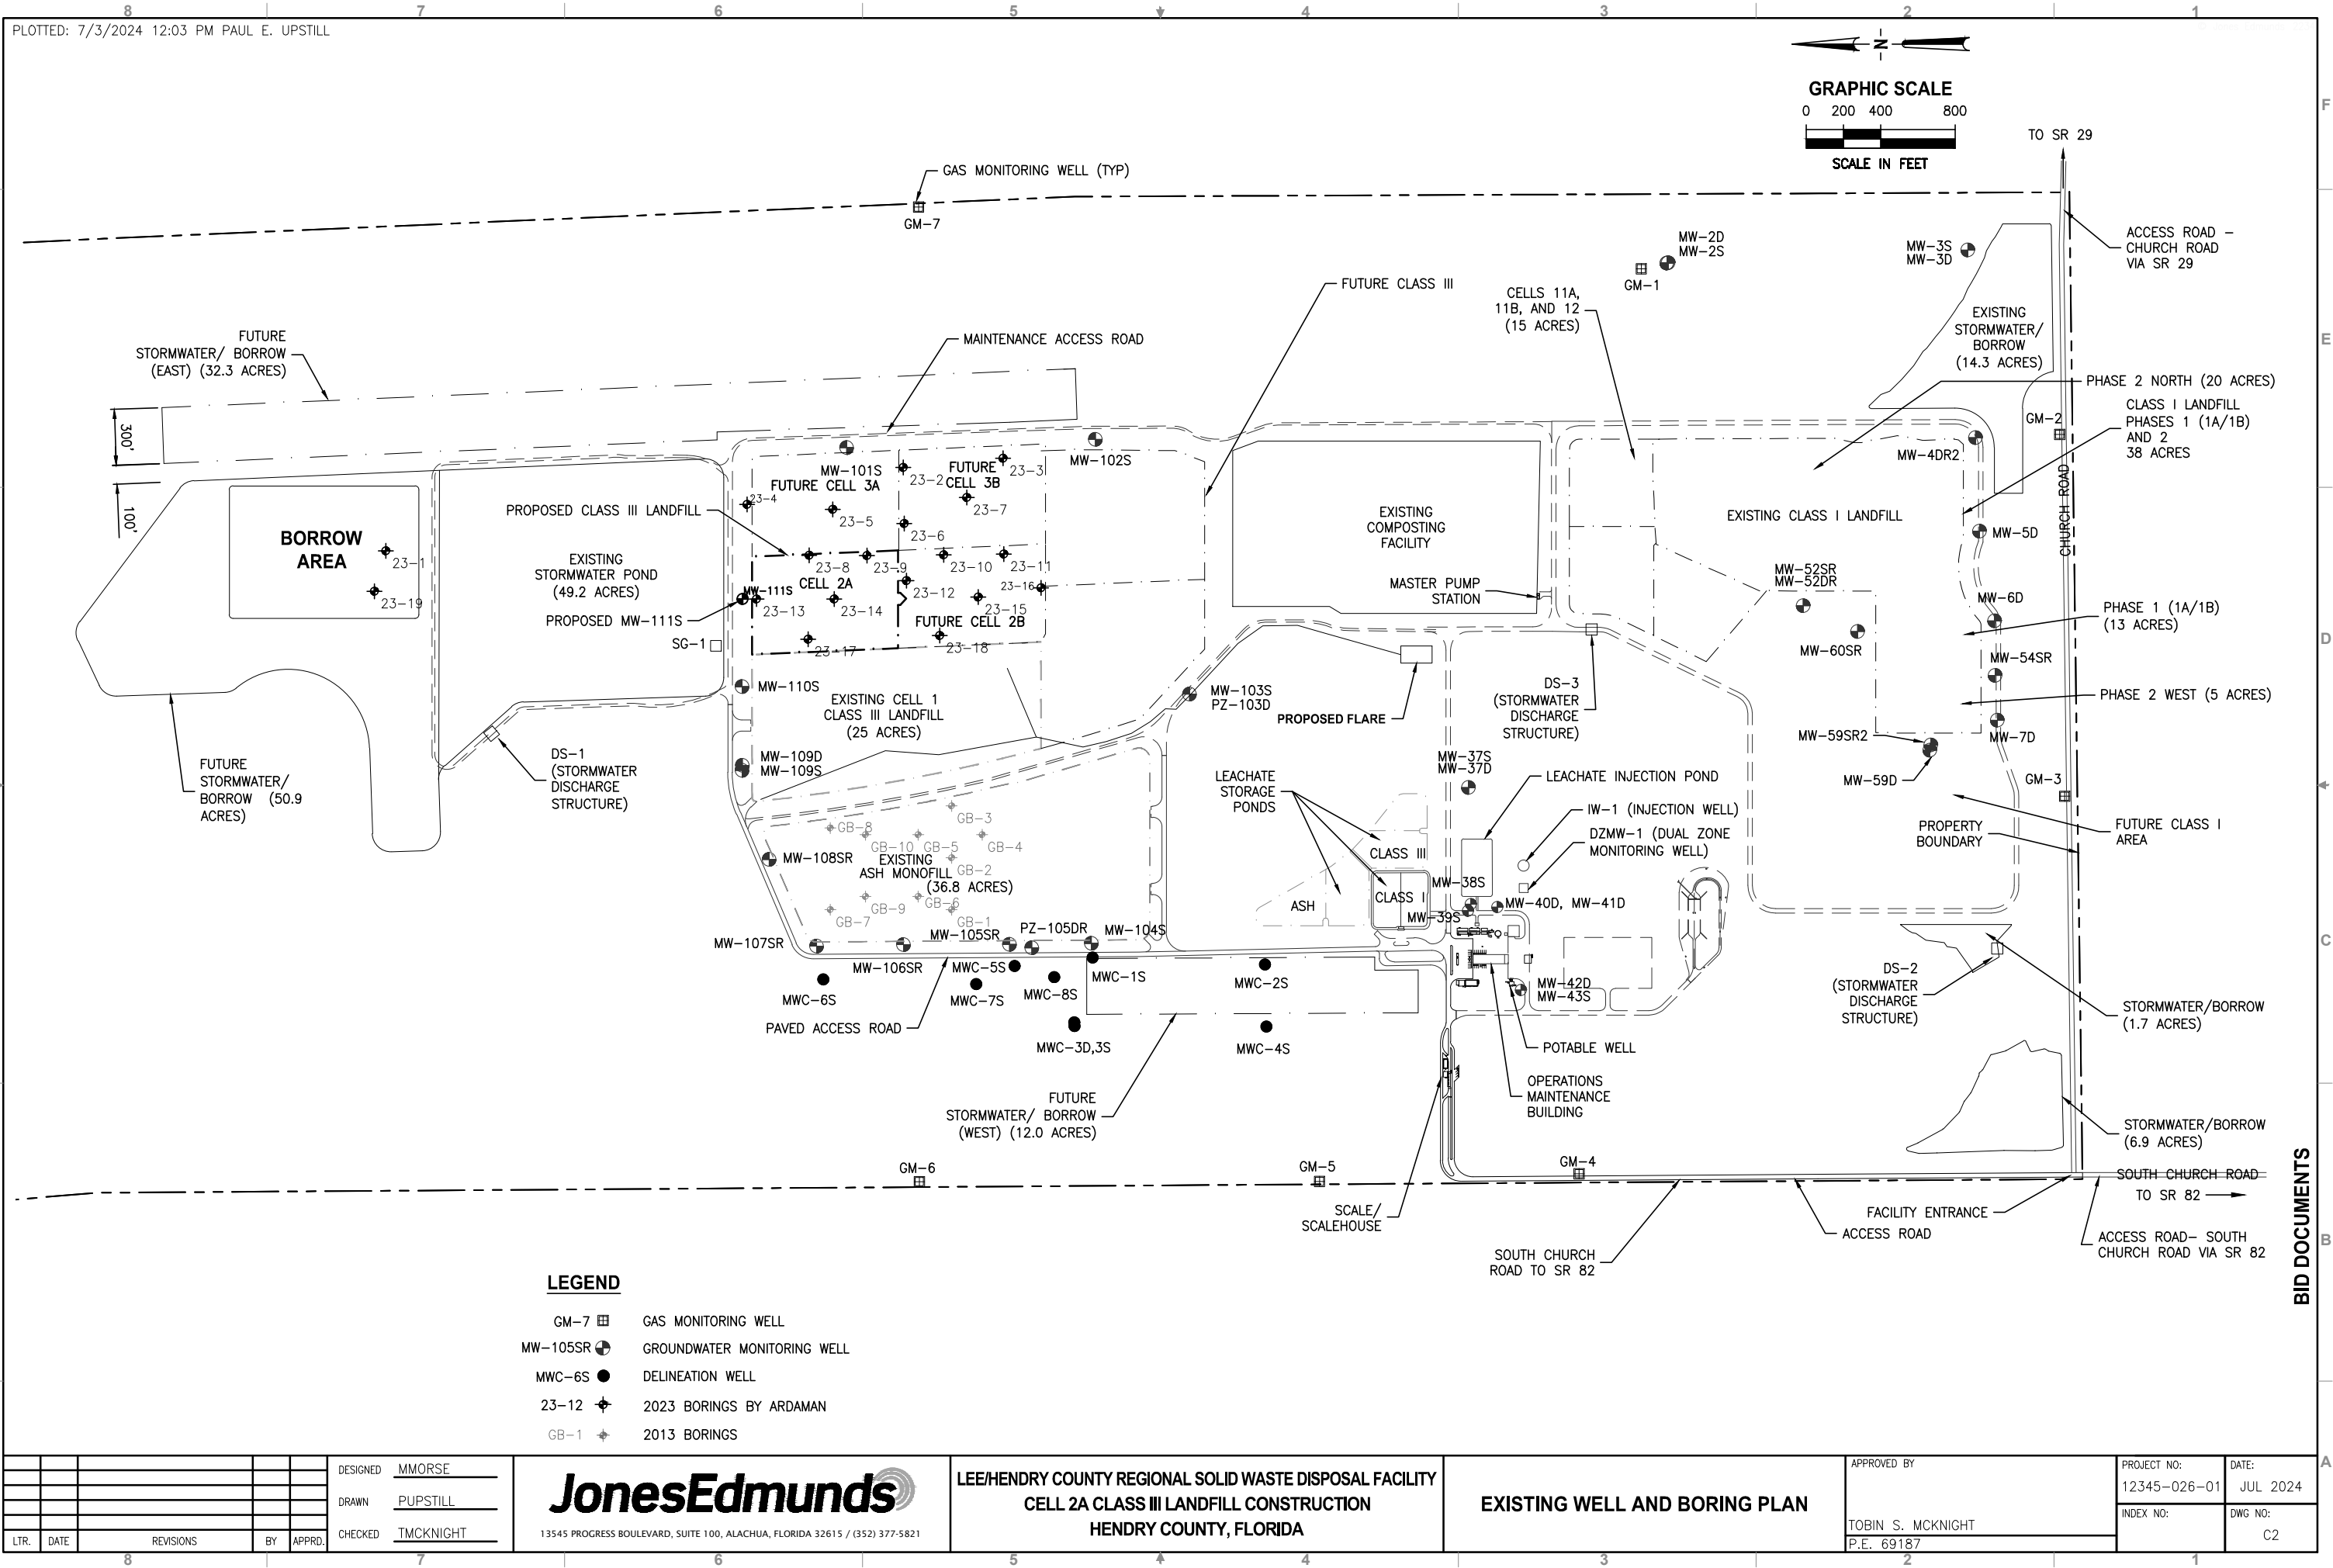 8 7 6 5 4 3 2 1
PLOTTED: 7/3/2024 12:03 PM PAUL E. UPSTILL
N
GRAPHIC SCALE
0 200 400 800
SCALE IN FEET
TO SR 29
F
E
D
C
B
A
GAS MONITORING WELL (TYP)
GM-7
MW-2D
MW-2S
GM-1
MW-3S
MW-3D
ACCESS ROAD -
CHURCH ROAD
VIA SR 29
FUTURE CLASS III
CELLS 11A,
11B, AND 12
(15 ACRES)
EXISTING
STORMWATER/
BORROW
(14.3 ACRES)
FUTURE
STORMWATER/ BORROW
(EAST) (32.3 ACRES)
MAINTENANCE ACCESS ROAD
PHASE 2 NORTH (20 ACRES)
CLASS I LANDFILL
PHASES 1 (1A/1B)
AND 2
38 ACRES
GM-2
300'
100'
MW-101S
MW-102S
MW-4DR2
FUTURE CELL 3A
FUTURE
CELL 3B
23-2
23-3
23-4
23-5
23-6
23-7
PROPOSED CLASS III LANDFILL
BORROW
AREA
23-1
23-19
EXISTING
STORMWATER POND
(49.2 ACRES)
EXISTING
COMPOSTING
FACILITY
EXISTING CLASS I LANDFILL
CHURCH ROAD
MW-5D
23-8
23-9
23-10
23-11
CELL 2A
MW-111S
23-12
23-16
23-13
23-14
23-15
PROPOSED MW-111S
FUTURE CELL 2B
SG-1
23-17
23-18
MASTER PUMP
STATION
MW-52SR
MW-52DR
MW-6D
PHASE 1 (1A/1B)
(13 ACRES)
MW-60SR
MW-54SR
MW-110S
EXISTING CELL 1
CLASS III LANDFILL
(25 ACRES)
MW-103S
PZ-103D
PROPOSED FLARE
DS-3
(STORMWATER
DISCHARGE
STRUCTURE)
PHASE 2 WEST (5 ACRES)
MW-59SR2
MW-7D
MW-59D
GM-3
FUTURE
STORMWATER/
BORROW (50.9
ACRES)
DS-1
(STORMWATER
DISCHARGE
STRUCTURE)
MW-109D
MW-109S
MW-37S
MW-37D
LEACHATE
STORAGE
PONDS
LEACHATE INJECTION POND
IW-1 (INJECTION WELL)
DZMW-1 (DUAL ZONE
MONITORING WELL)
PROPERTY
BOUNDARY
FUTURE CLASS I
AREA
GB-8
GB-3
GB-10
GB-5
GB-4
EXISTING
ASH MONOFILL
(36.8 ACRES)
GB-2
GB-9
GB-6
GB-7
GB-1
MW-108SR
CLASS III
CLASS I
ASH
MW-38S
MW-39S
MW-40D, MW-41D
MW-107SR
MW-105SR
PZ-105DR
MW-104S
MW-106SR
MWC-5S
MWC-6S
MWC-7S
MWC-8S
MWC-1S
MWC-2S
MW-42D
MW-43S
DS-2
(STORMWATER
DISCHARGE
STRUCTURE)
STORMWATER/BORROW
(1.7 ACRES)
PAVED ACCESS ROAD
MWC-3D,3S
MWC-4S
POTABLE WELL
OPERATIONS
MAINTENANCE
BUILDING
FUTURE
STORMWATER/ BORROW
(WEST) (12.0 ACRES)
STORMWATER/BORROW
(6.9 ACRES)
GM-6
GM-5
GM-4
SOUTH CHURCH ROAD
TO SR 82
SCALE/
SCALEHOUSE
FACILITY ENTRANCE
ACCESS ROAD
SOUTH CHURCH
ROAD TO SR 82
ACCESS ROAD- SOUTH
CHURCH ROAD VIA SR 82
BID DOCUMENTS
LEGEND
GM-7 GAS MONITORING WELL
MW-105SR GROUNDWATER MONITORING WELL
MWC-6S DELINEATION WELL
23-12 2023 BORINGS BY ARDAMAN
GB-1 2013 BORINGS
LTR. DATE REVISIONS BY APPRD.
DESIGNED MMORSE
DRAWN PUPSTILL
CHECKED TMCKNIGHT
JonesEdmunds
13545 PROGRESS BOULEVARD, SUITE 100, ALACHUA, FLORIDA 32615 / (352) 377-5821
LEE/HENDRY COUNTY REGIONAL SOLID WASTE DISPOSAL FACILITY
CELL 2A CLASS III LANDFILL CONSTRUCTION
HENDRY COUNTY, FLORIDA
EXISTING WELL AND BORING PLAN
APPROVED BY
TOBIN S. MCKNIGHT
P.E. 69187
PROJECT NO:
12345-026-01
DATE:
JUL 2024
INDEX NO:
DWG NO:
C2
8 7 6 5 4 3 2 1